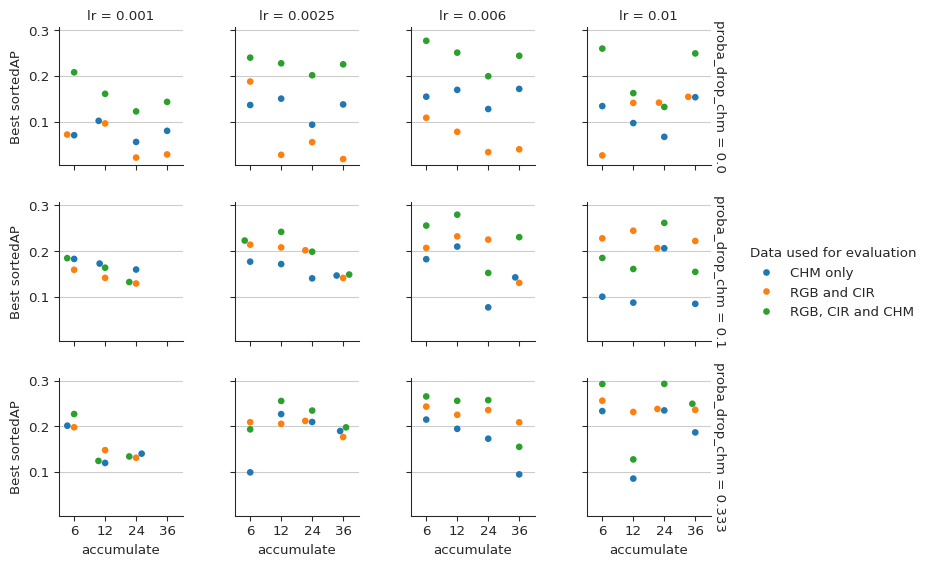 lr = 0.001
lr = 0.0025
lr = 0.006
lr = 0.01
0.3
0.2
0.1
Best sortedAP
proba_drop_chm = 0.0
0.3
0.2
0.1
Best sortedAP
proba_drop_chm = 0.1
Data used for evaluation
CHM only
RGB and CIR
RGB, CIR and CHM
0.3
0.2
0.1
Best sortedAP
proba_drop_chm = 0.333
6 12 24 36
6 12 24 36
6 12 24 36
6 12 24 36
accumulate
accumulate
accumulate
accumulate